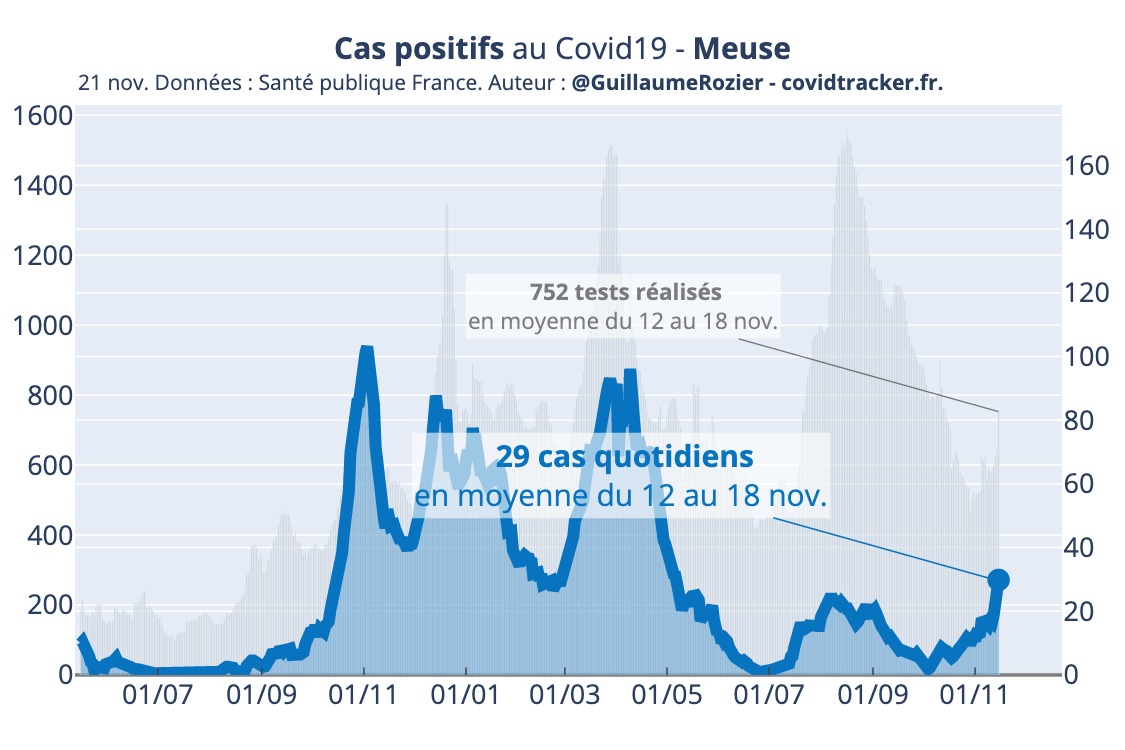 Cas positifs au Covid19 - Meuse
21 nov. Données : Santé publique France. Auteur : @GuillaumeRozier - covidtracker.fr.
1600
1400
1200
1000
800
600
400
200
0
160
140
120
100
80
60
40
20
0
752 tests réalisés
en moyenne du 12 au 18 nov.
29 cas quotidiens
en moyenne du 12 au 18 nov.
01/07 01/09 01/11 01/01 01/03 01/05 01/07 01/09 01/11